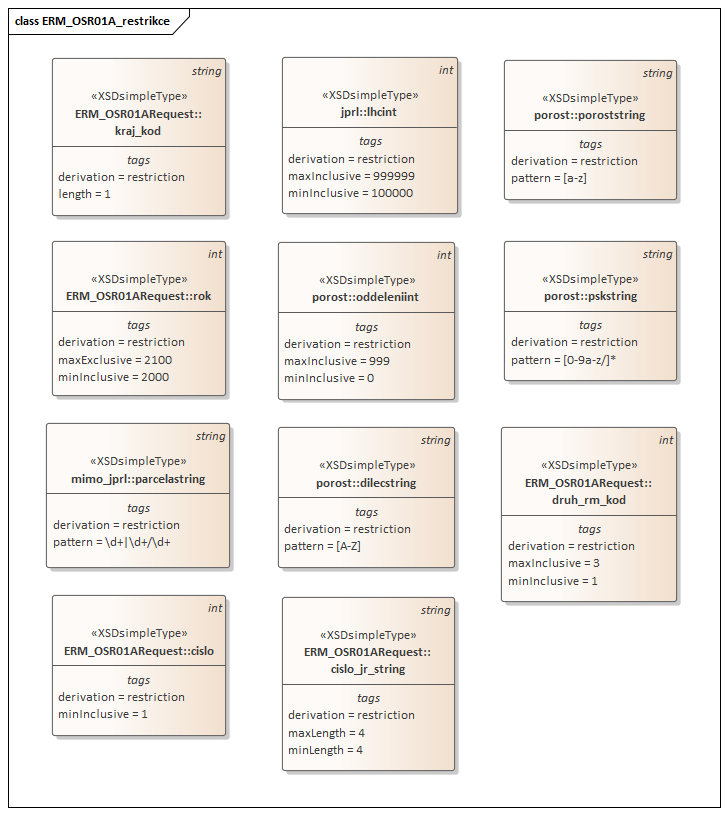 class ERM_OSR01A_restrikce
string
«XSDsimpleType»
ERM_OSR01ARequest::
kraj_kod
tags
derivation = restriction
length = 1
int
«XSDsimpleType»
jprl::lhcint
tags
derivation = restriction
maxInclusive = 999999
minInclusive = 100000
string
«XSDsimpleType»
porost::poroststring
tags
derivation = restriction
pattern = [a-z]
int
«XSDsimpleType»
ERM_OSR01ARequest::rok
tags
derivation = restriction
maxExclusive = 2100
minInclusive = 2000
int
«XSDsimpleType»
porost::oddeleniint
tags
derivation = restriction
maxInclusive = 999
minInclusive = 0
string
«XSDsimpleType»
porost::pskstring
tags
derivation = restriction
pattern = [0-9a-z/]*
string
«XSDsimpleType»
mimo_jprl::parcelastring
tags
derivation = restriction
pattern = \d+|\d+/\d+
string
«XSDsimpleType»
porost::dilecstring
tags
derivation = restriction
pattern = [A-Z]
int
«XSDsimpleType»
ERM_OSR01ARequest::
druh_rm_kod
tags
derivation = restriction
maxInclusive = 3
minInclusive = 1
int
«XSDsimpleType»
ERM_OSR01ARequest::cislo
tags
derivation = restriction
minInclusive = 1
string
«XSDsimpleType»
ERM_OSR01ARequest::
cislo_jr_string
tags
derivation = restriction
maxLength = 4
minLength = 4